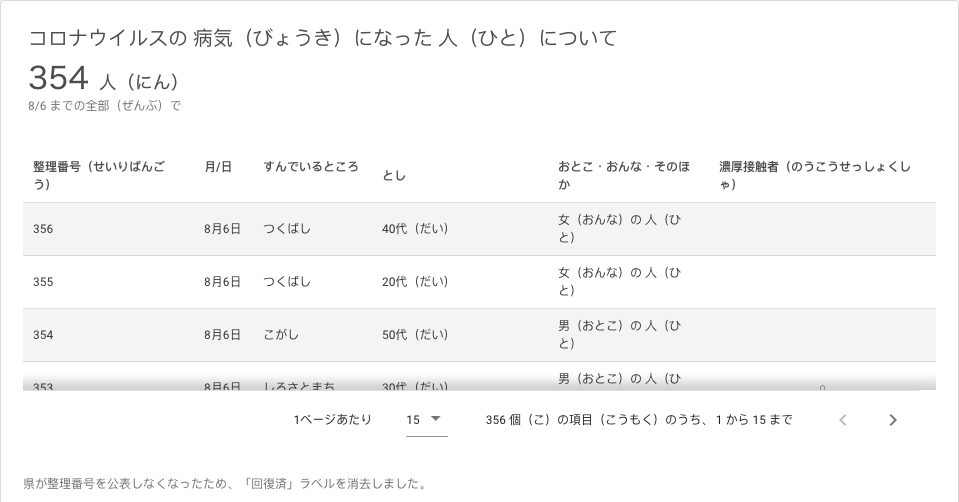 コロナウイルスの 病気（びょうき）になった 人（ひと）について
354 人（にん）
8/6 までの全部（ぜんぶ）で
整理番号（せいりばんごう） 月/日 すんでいるところ とし おとこ・おんな・そのほか 濃厚接触者（のうこうせっしょくしゃ）
356 8月6日 つくばし 40代（だい） 女（おんな）の 人（ひと）
355 8月6日 つくばし 20代（だい） 女（おんな）の 人（ひと）
354 8月6日 こがし 50代（だい） 男（おとこ）の 人（ひと）
353 8月6日 しろさとまち 30代（だい） 男（おとこ）の 人（ひ
1ページあたり 15 356 個（こ）の項目（こうもく）のうち、1 から 15 まで
県が整理番号を公表しなくなったため、「回復済」ラベルを消去しました。